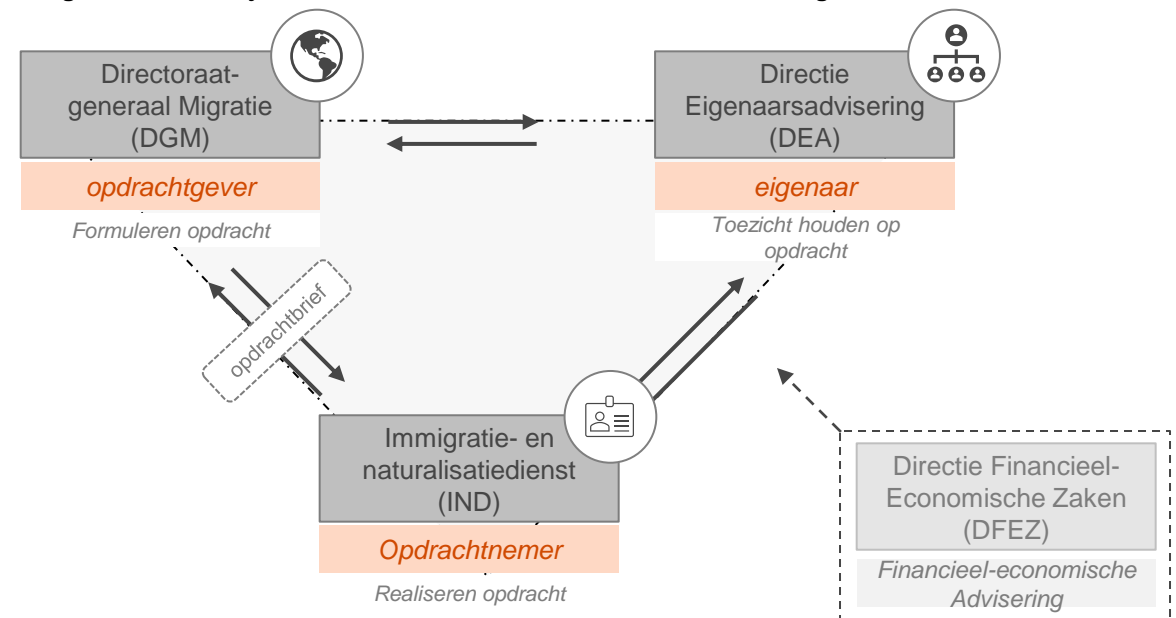 Directoraat-
generaal Migratie
(DGM)
opdrachtgever
Formuleren opdracht
Directie
Eigenaarsadvisering
(DEA)
eigenaar
Toezicht houden op
opdracht
opdrachtbrief
Immigratie- en
naturalisatiedienst
(IND)
Opdrachtnemer
Realiseren opdracht
Directie Financieel-
Economische Zaken
(DFEZ)
Financieel-economische
Advisering